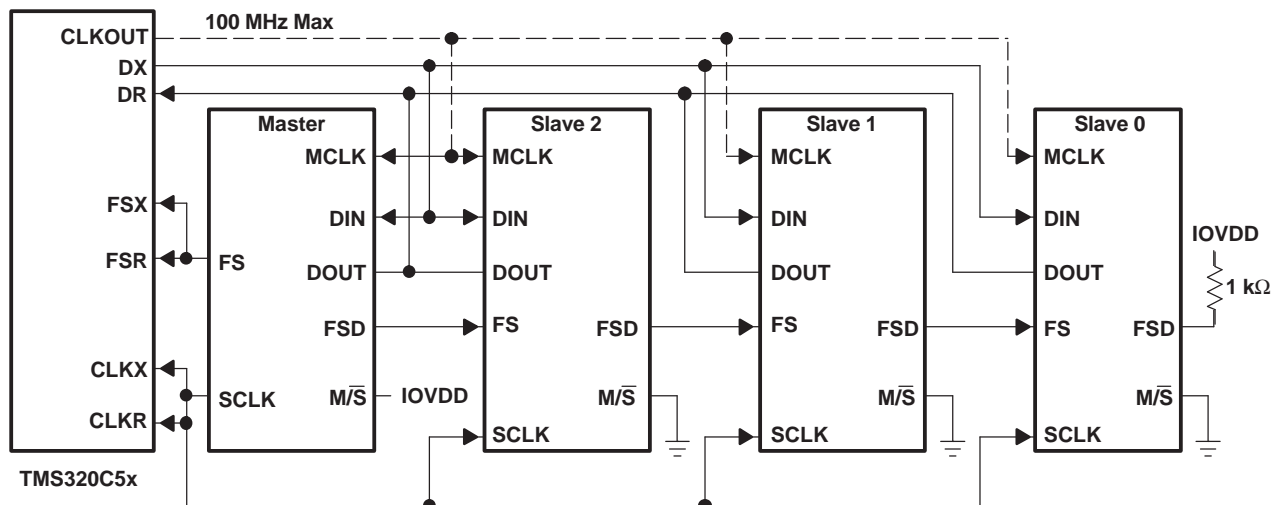 100 MHz Max
CLKOUT
DX
DR
FSX
FSR
CLKX
CLKR
TMS320C5x
Master
MCLK
DIN
DOUT
FS
FSD
SCLK
M/S̅
IOVDD
Slave 2
MCLK
DIN
DOUT
FS
FSD
M/S̅
SCLK
Slave 1
MCLK
DIN
DOUT
FS
FSD
M/S̅
SCLK
Slave 0
MCLK
DIN
DOUT
FS
FSD
M/S̅
SCLK
IOVDD
1 kΩ